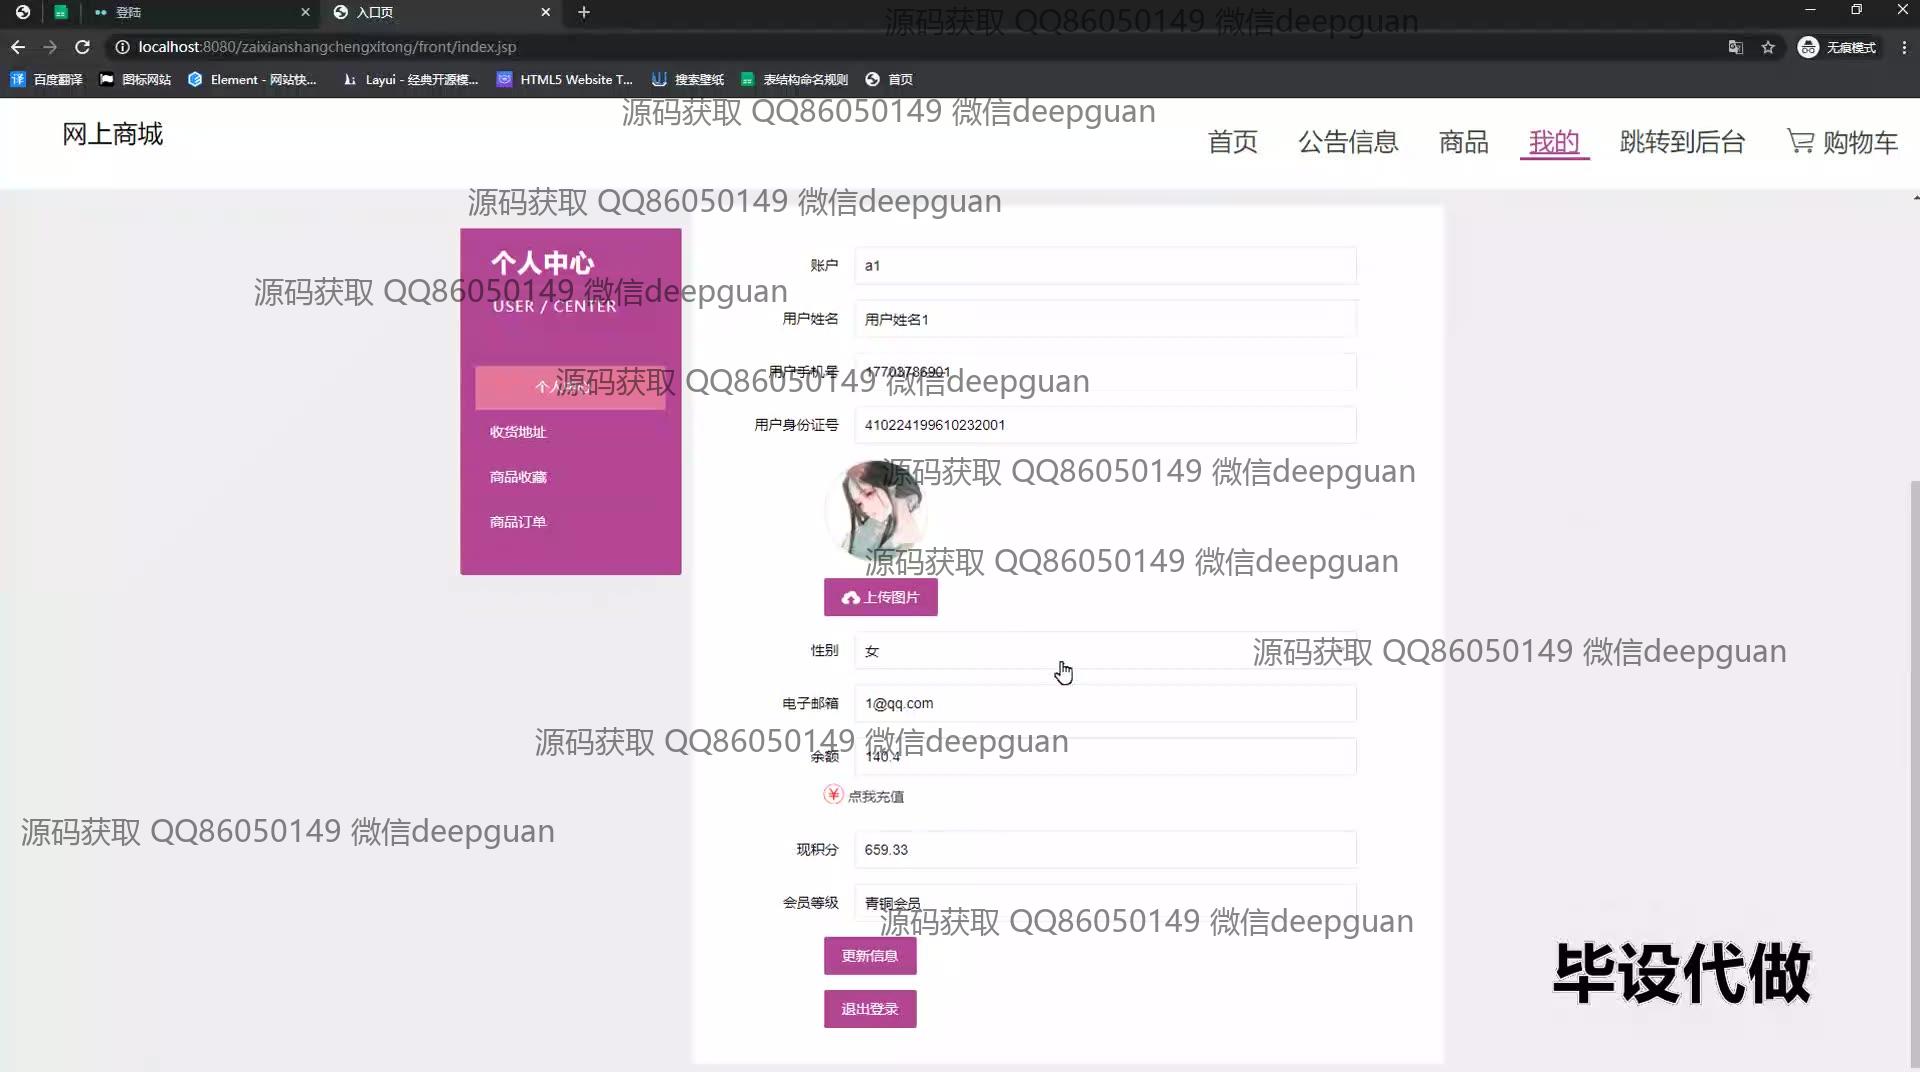 登陆
入口页
源码获取 QQ86050149 微信deepguan
localhost:8080/zaixianshangchengxitong/front/index.jsp
无痕模式
百度翻译
图标网站
Element - 网站快...
Layui - 经典开源模...
HTML5 Website T...
搜索壁纸
表结构命名规则
首页
源码获取 QQ86050149 微信deepguan
网上商城
首页
公告信息
商品
我的
跳转到后台
购物车
源码获取 QQ86050149 微信deepguan
个人中心
账户
a1
源码获取 QQ86050149 微信deepguan
USER / CENTER
用户姓名
用户姓名1
用户手机号
17703786901
源码获取 QQ86050149 微信deepguan
个人中心
用户身份证号
410224199610232001
收货地址
商品收藏
源码获取 QQ86050149 微信deepguan
商品订单
源码获取 QQ86050149 微信deepguan
上传图片
性别
女
源码获取 QQ86050149 微信deepguan
电子邮箱
1@qq.com
源码获取 QQ86050149 微信deepguan
余额
140.4
¥ 点我充值
源码获取 QQ86050149 微信deepguan
现积分
659.33
会员等级
青铜会员
源码获取 QQ86050149 微信deepguan
更新信息
毕设代做
退出登录